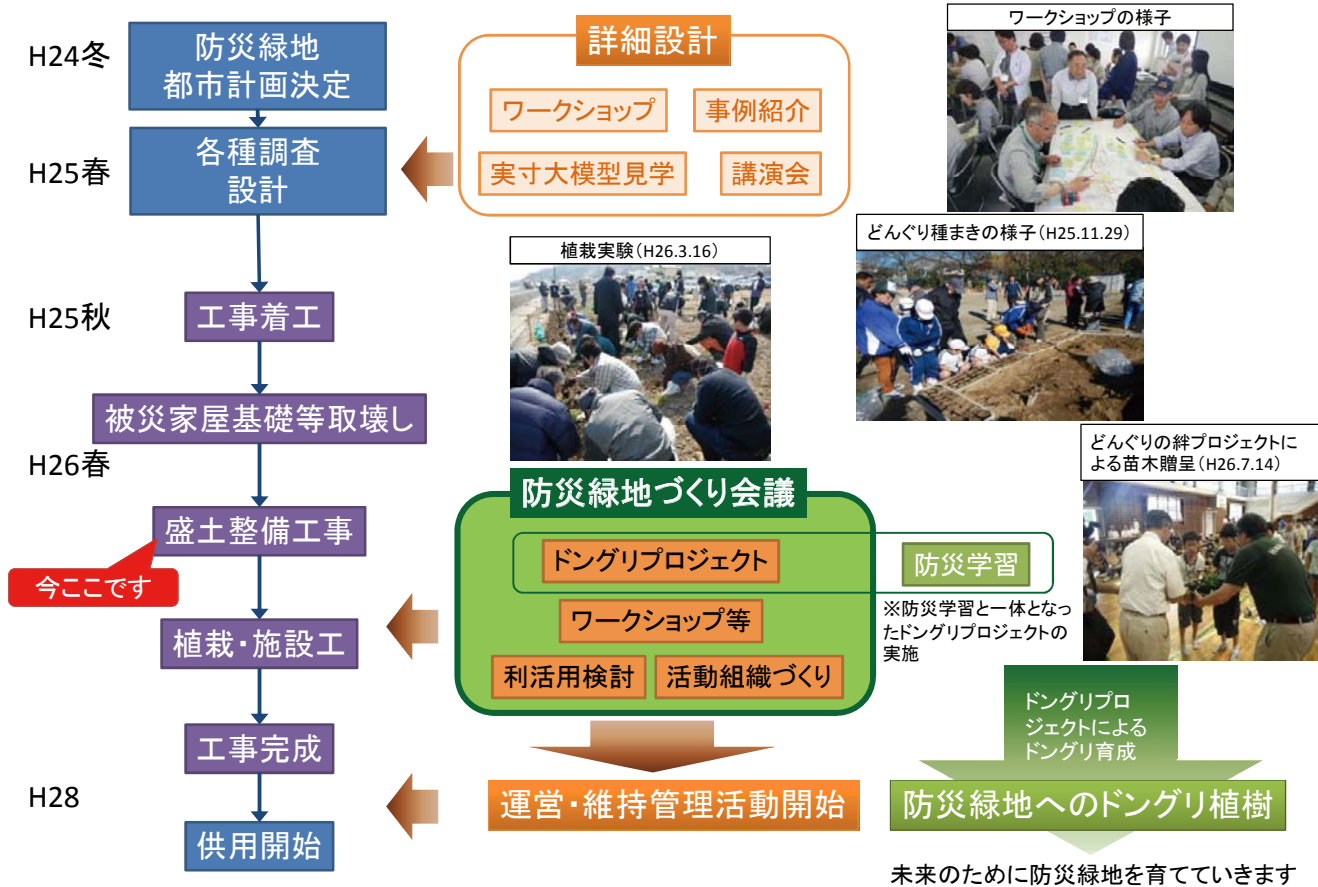 H24冬
防災緑地
都市計画決定
H25春
各種調査
設計
H25秋
工事着工
被災家屋基礎等取壊し
H26春
盛土整備工事
今ここです
植栽・施設工
工事完成
H28
供用開始
詳細設計
ワークショップ
事例紹介
実寸大模型見学
講演会
ワークショップの様子
どんぐり種まきの様子(H25.11.29)
植栽実験(H26.3.16)
どんぐりの絆プロジェクトに
よる苗木贈呈(H26.7.14)
防災緑地づくり会議
ドングリプロジェクト
防災学習
※防災学習と一体となっ
たドングリプロジェクトの
実施
ワークショップ等
利活用検討
活動組織づくり
ドングリプロ
ジェクトによる
ドングリ育成
運営・維持管理活動開始
防災緑地へのドングリ植樹
未来のために防災緑地を育てていきます